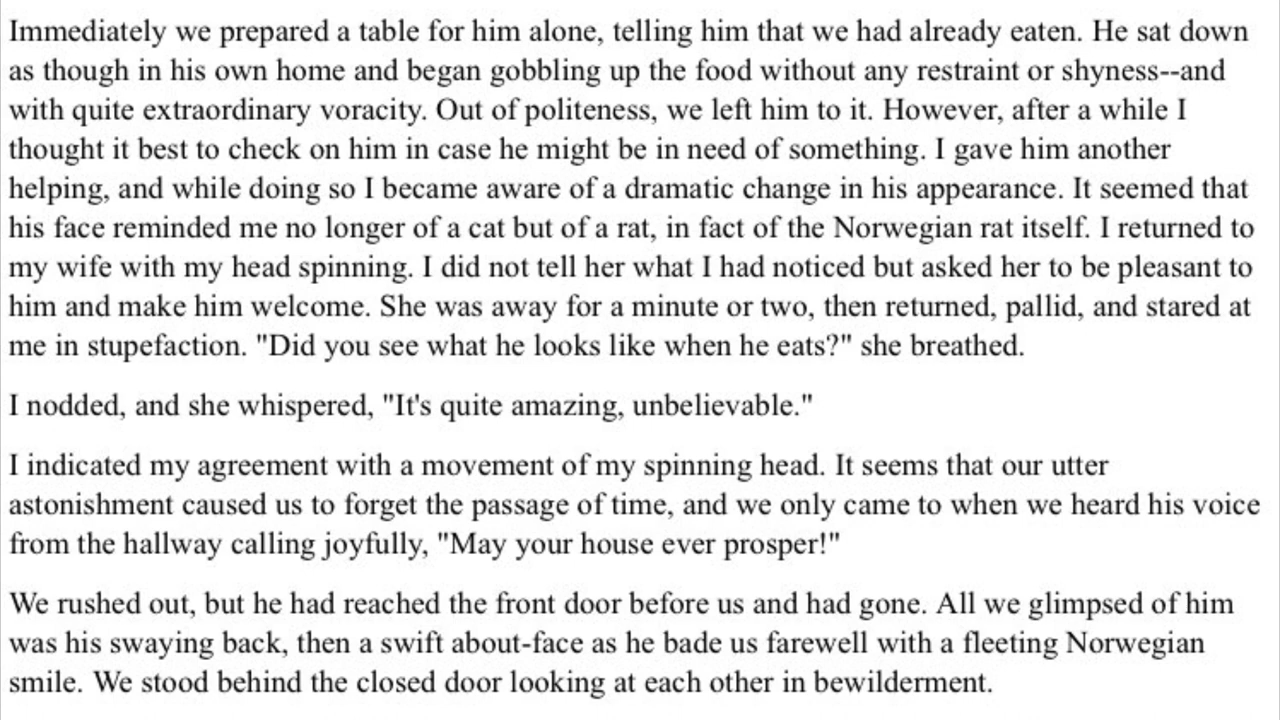 Immediately we prepared a table for him alone, telling him that we had already eaten. He sat down
as though in his own home and began gobbling up the food without any restraint or shyness--and
with quite extraordinary voracity. Out of politeness, we left him to it. However, after a while I
thought it best to check on him in case he might be in need of something. I gave him another
helping, and while doing so I became aware of a dramatic change in his appearance. It seemed that
his face reminded me no longer of a cat but of a rat, in fact of the Norwegian rat itself. I returned to
my wife with my head spinning. I did not tell her what I had noticed but asked her to be pleasant to
him and make him welcome. She was away for a minute or two, then returned, pallid, and stared at
me in stupefaction. "Did you see what he looks like when he eats?" she breathed.
I nodded, and she whispered, "It's quite amazing, unbelievable."
I indicated my agreement with a movement of my spinning head. It seems that our utter
astonishment caused us to forget the passage of time, and we only came to when we heard his voice
from the hallway calling joyfully, "May your house ever prosper!"
We rushed out, but he had reached the front door before us and had gone. All we glimpsed of him
was his swaying back, then a swift about-face as he bade us farewell with a fleeting Norwegian
smile. We stood behind the closed door looking at each other in bewilderment.